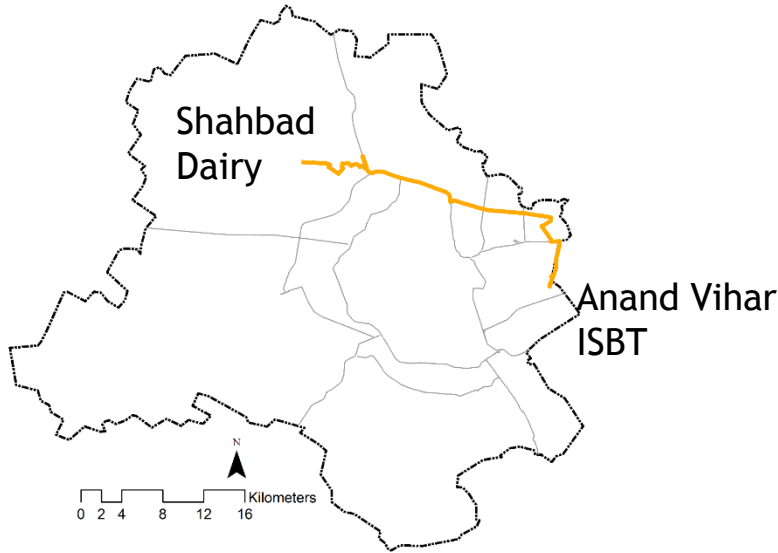 Shahbad
Dairy
Anand Vihar
ISBT
N
Kilometers
0 2 4 8 12 16